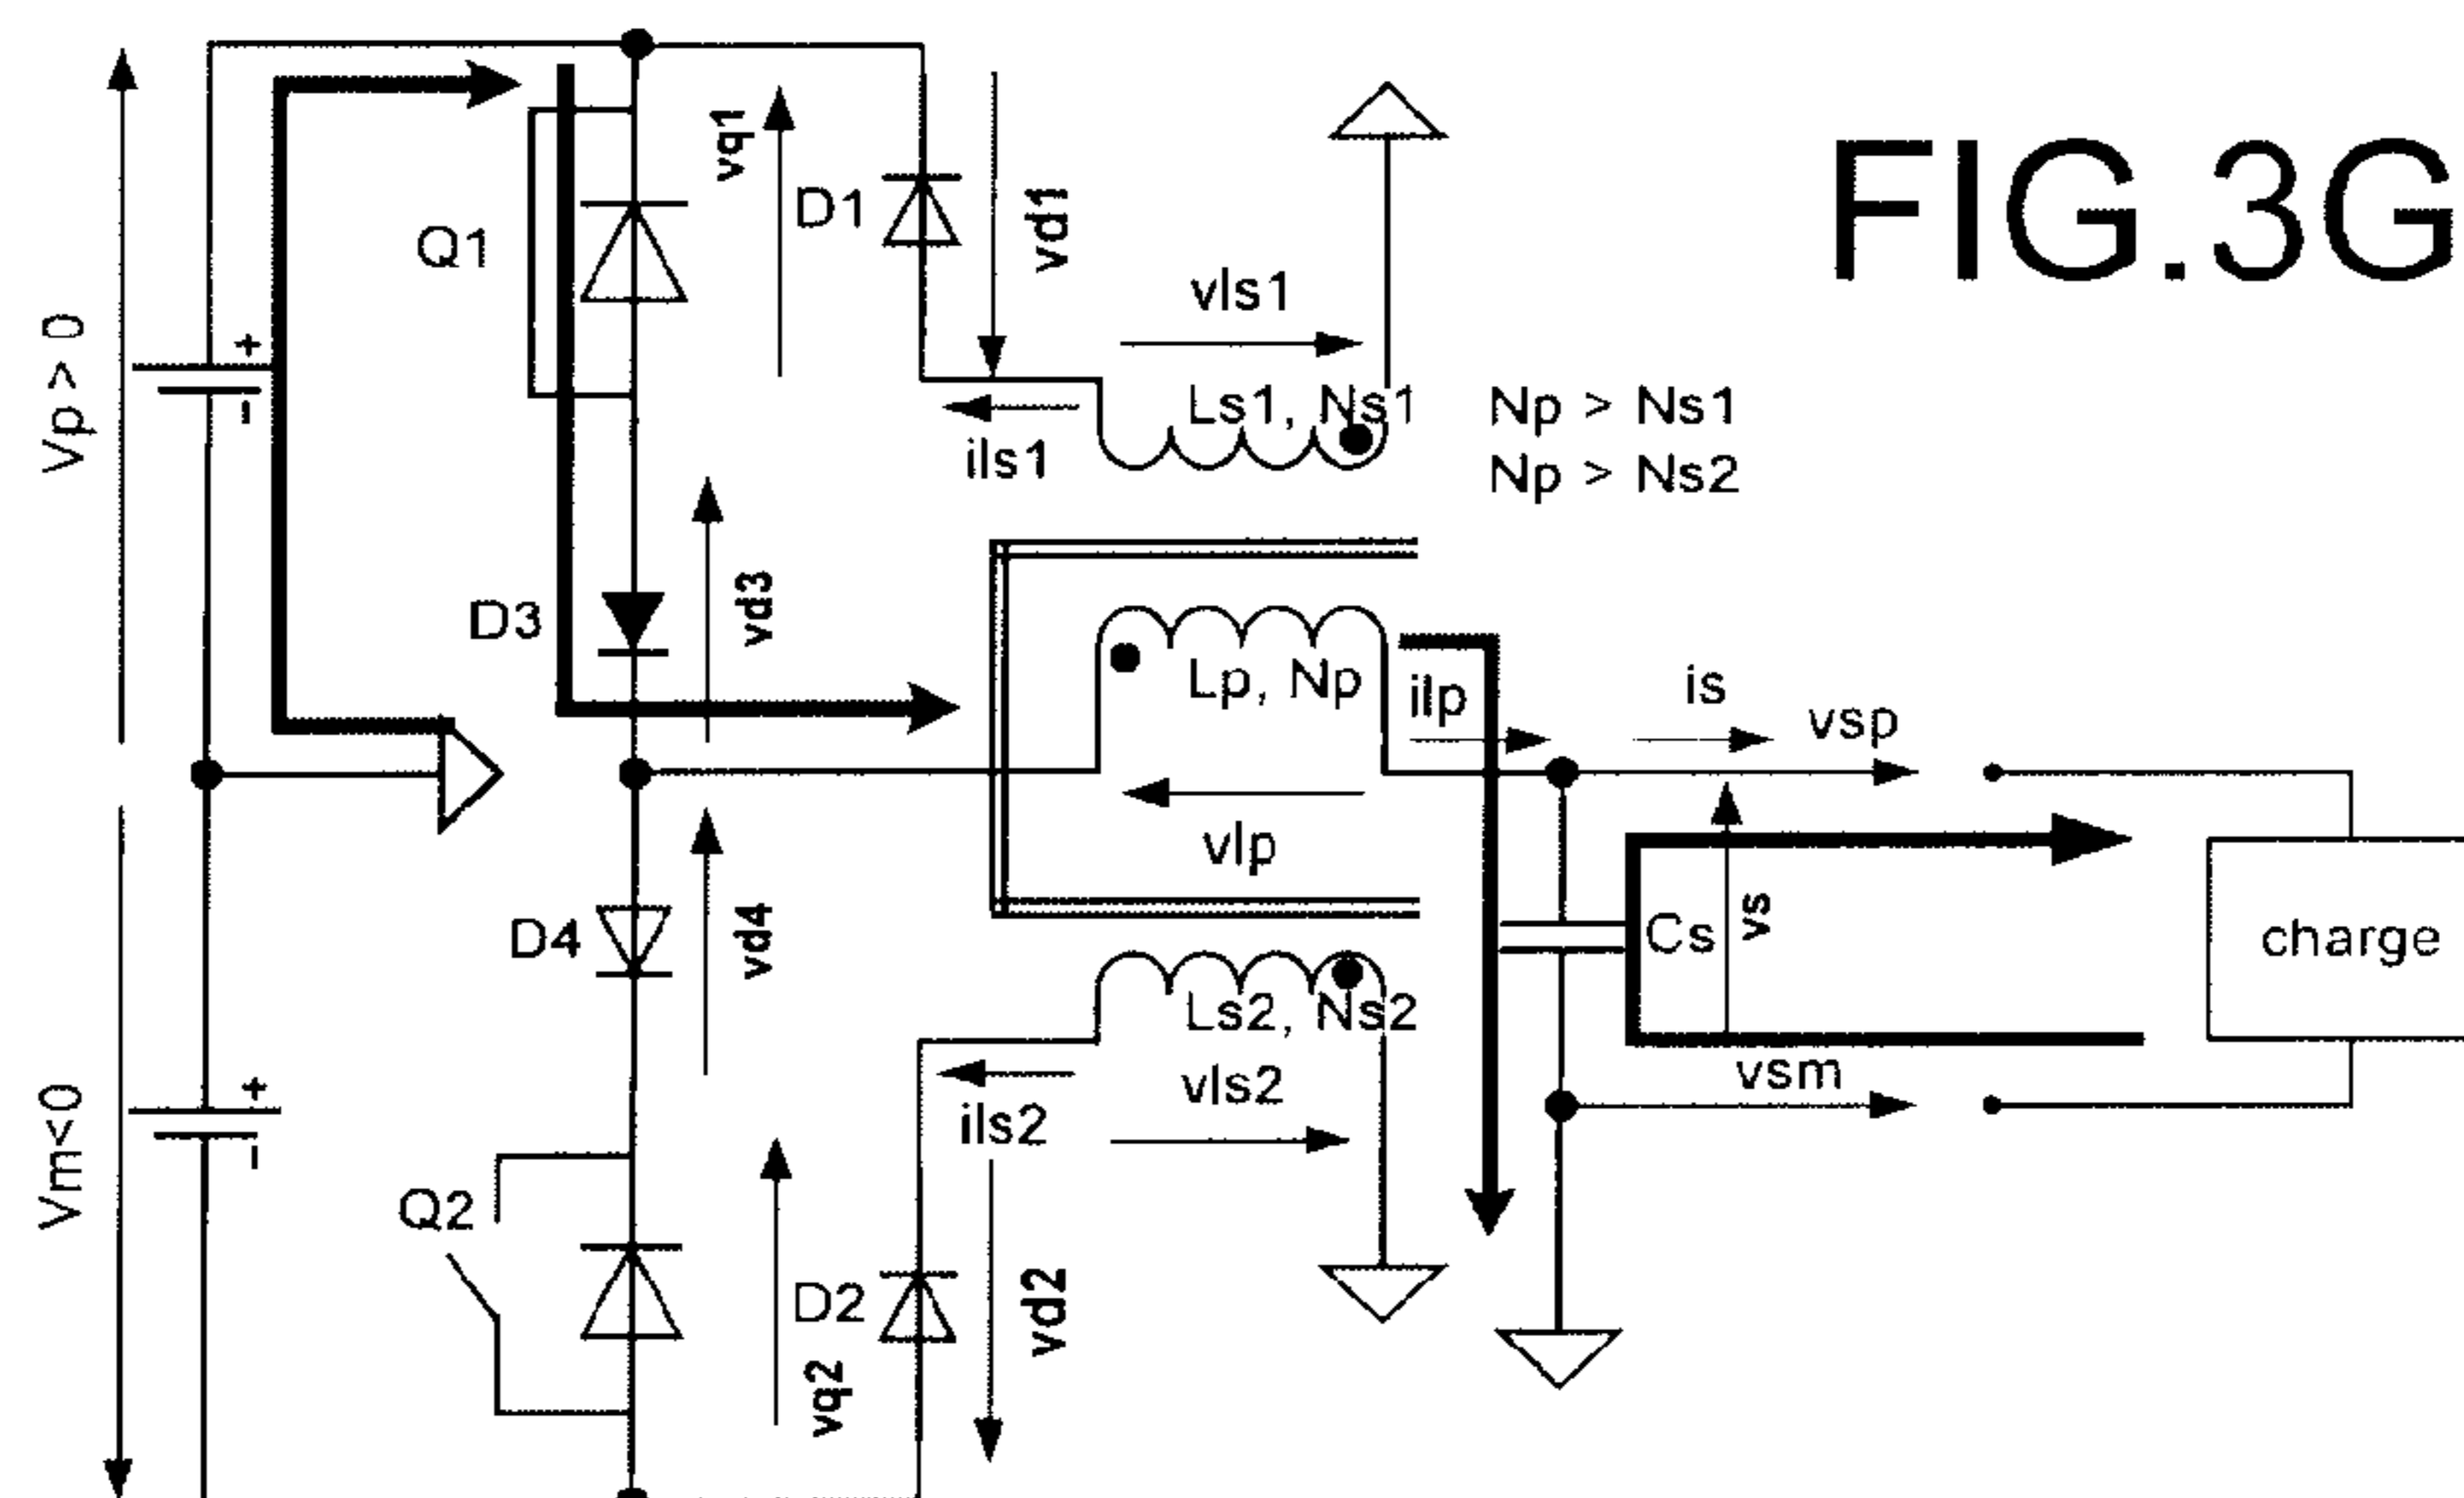 FIG.3G
Vp > 0
+
-
Q1
vq1
D1
vd1
vls1
Ls1, Ns1
ils1
Np > Ns1
Np > Ns2
D3
vd3
Lp, Np
ilp
is
vsp
vlp
D4
vd4
Cs
vs
charge
Ls2, Ns2
vsm
ils2
vls2
Vm<0
+
-
Q2
vq2
D2
vd2